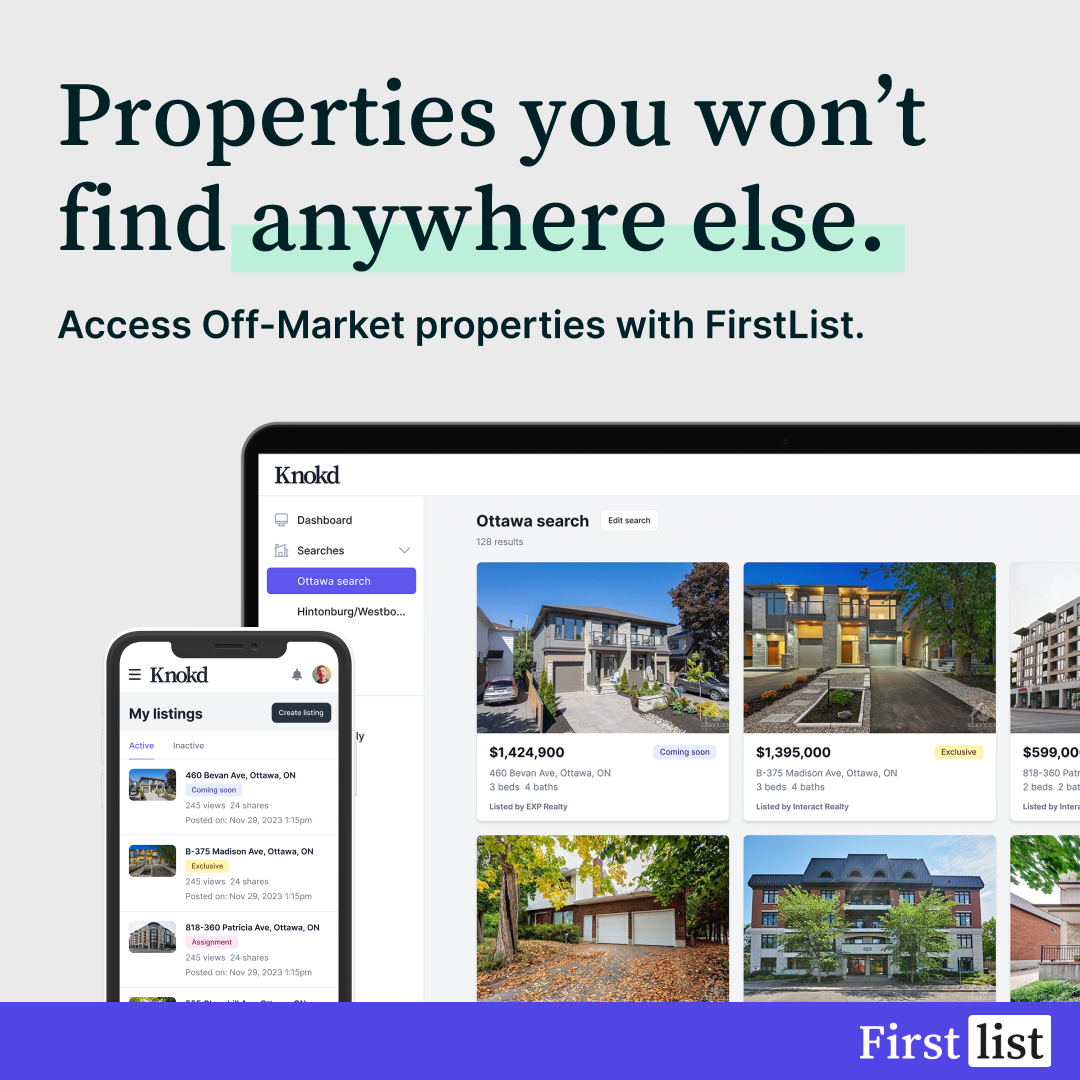 Properties you won’t
find anywhere else.
Access Off-Market properties with FirstList.
Knokd
Dashboard
Searches
Ottawa search
Hintonburg/Westbo...
ly
Ottawa search
Edit search
128 results
$1,424,900
Coming soon
460 Bevan Ave, Ottawa, ON
3 beds 4 baths
Listed by EXP Realty
$1,395,000
Exclusive
B-375 Madison Ave, Ottawa, ON
3 beds 4 baths
Listed by Interact Realty
$599,00
818-360 Patr
2 beds 2 bat
Listed by Intera
Knokd
My listings
Create listing
Active
Inactive
460 Bevan Ave, Ottawa, ON
Coming soon
245 views 24 shares
Posted on: Nov 29, 2023 1:15pm
B-375 Madison Ave, Ottawa, ON
Exclusive
245 views 24 shares
Posted on: Nov 29, 2023 1:15pm
818-360 Patricia Ave, Ottawa, ON
Assignment
245 views 24 shares
Posted on: Nov 29, 2023 1:15pm
First list